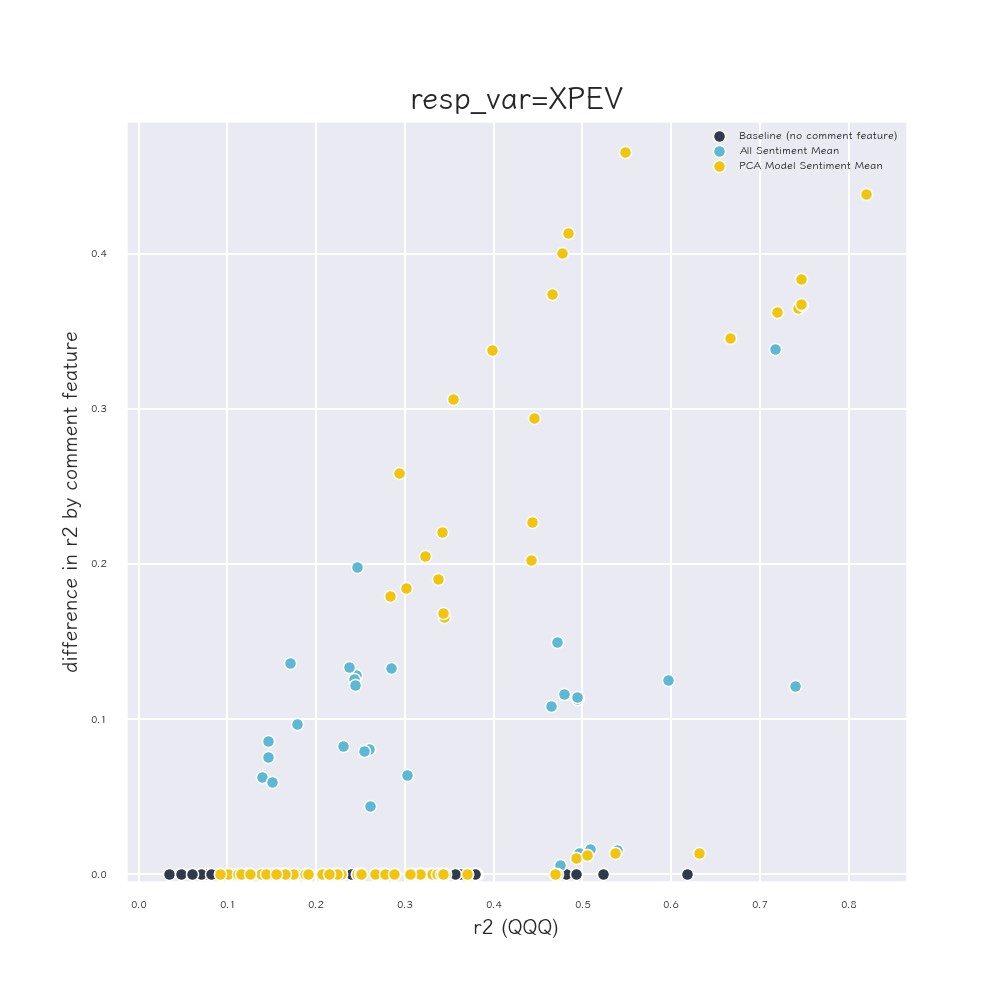 resp_var=XPEV
Baseline (no comment feature)
All Sentiment Mean
PCA Model Sentiment Mean
difference in r2 by comment feature
0.4
0.3
0.2
0.1
0.0
0.0 0.1 0.2 0.3 0.4 0.5 0.6 0.7 0.8
r2 (QQQ)